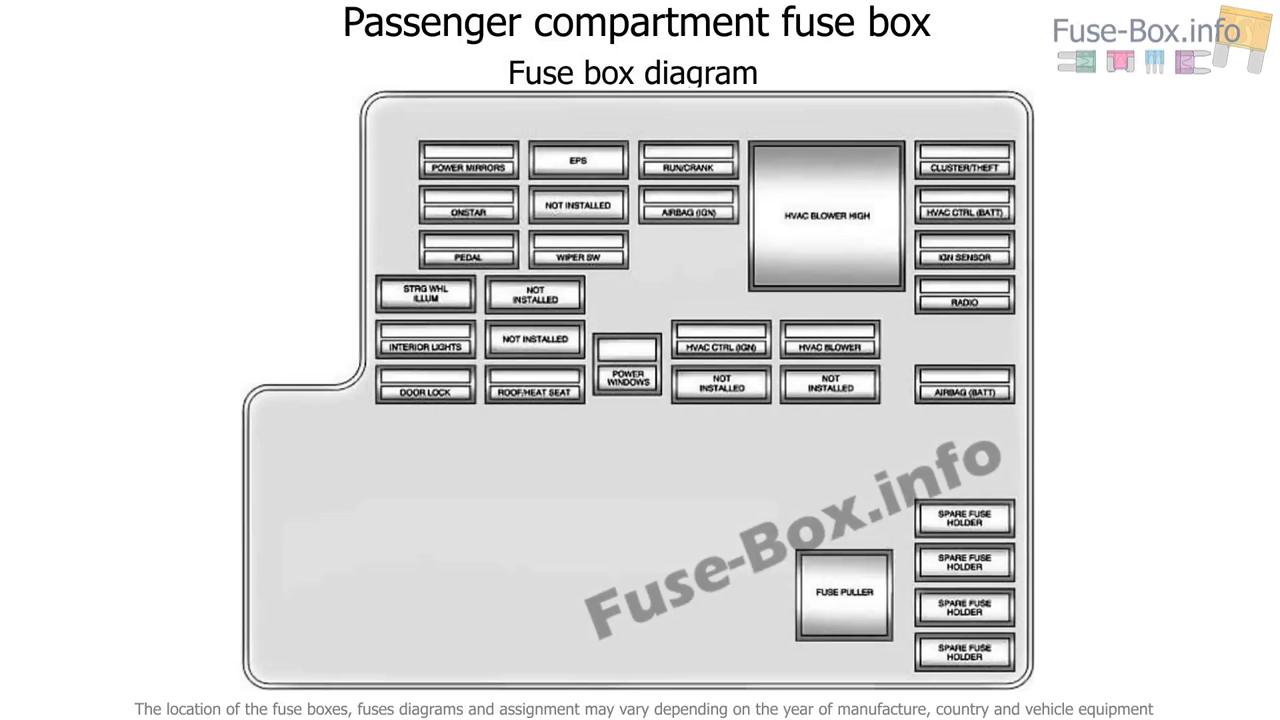 Passenger compartment fuse box
Fuse box diagram
Fuse-Box.info
POWER MIRRORS
EPS
RUN/CRANK
HVAC BLOWER HIGH
CLUSTER/THEFT
ONSTAR
NOT INSTALLED
AIRBAG (IGN)
HVAC CTRL (BATT)
PEDAL
WIPER SW
IGN SENSOR
STRG WHL
ILLUM
NOT
INSTALLED
RADIO
INTERIOR LIGHTS
NOT INSTALLED
POWER
WINDOWS
HVAC CTRL (IGN)
HVAC BLOWER
DOOR LOCK
ROOF/HEAT SEAT
NOT
INSTALLED
NOT
INSTALLED
AIRBAG (BATT)
Fuse-Box.info
SPARE FUSE
HOLDER
SPARE FUSE
HOLDER
FUSE PULLER
SPARE FUSE
HOLDER
SPARE FUSE
HOLDER
The location of the fuse boxes, fuses diagrams and assignment may vary depending on the year of manufacture, country and vehicle equipment